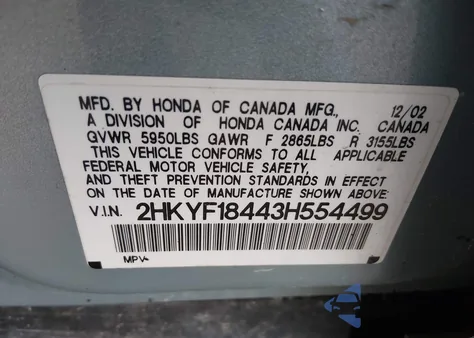 MFD. BY HONDA OF CANADA MFG., 12/02
A DIVISION OF HONDA CANADA INC. CANADA
GVWR 5950LBS GAWR F 2865LBS R 3155LBS
THIS VEHICLE CONFORMS TO ALL APPLICABLE
FEDERAL MOTOR VEHICLE SAFETY,
AND THEFT PREVENTION STANDARDS IN EFFECT
ON THE DATE OF MANUFACTURE SHOWN ABOVE.
V.I.N. 2HKYF18443H554499
MPV